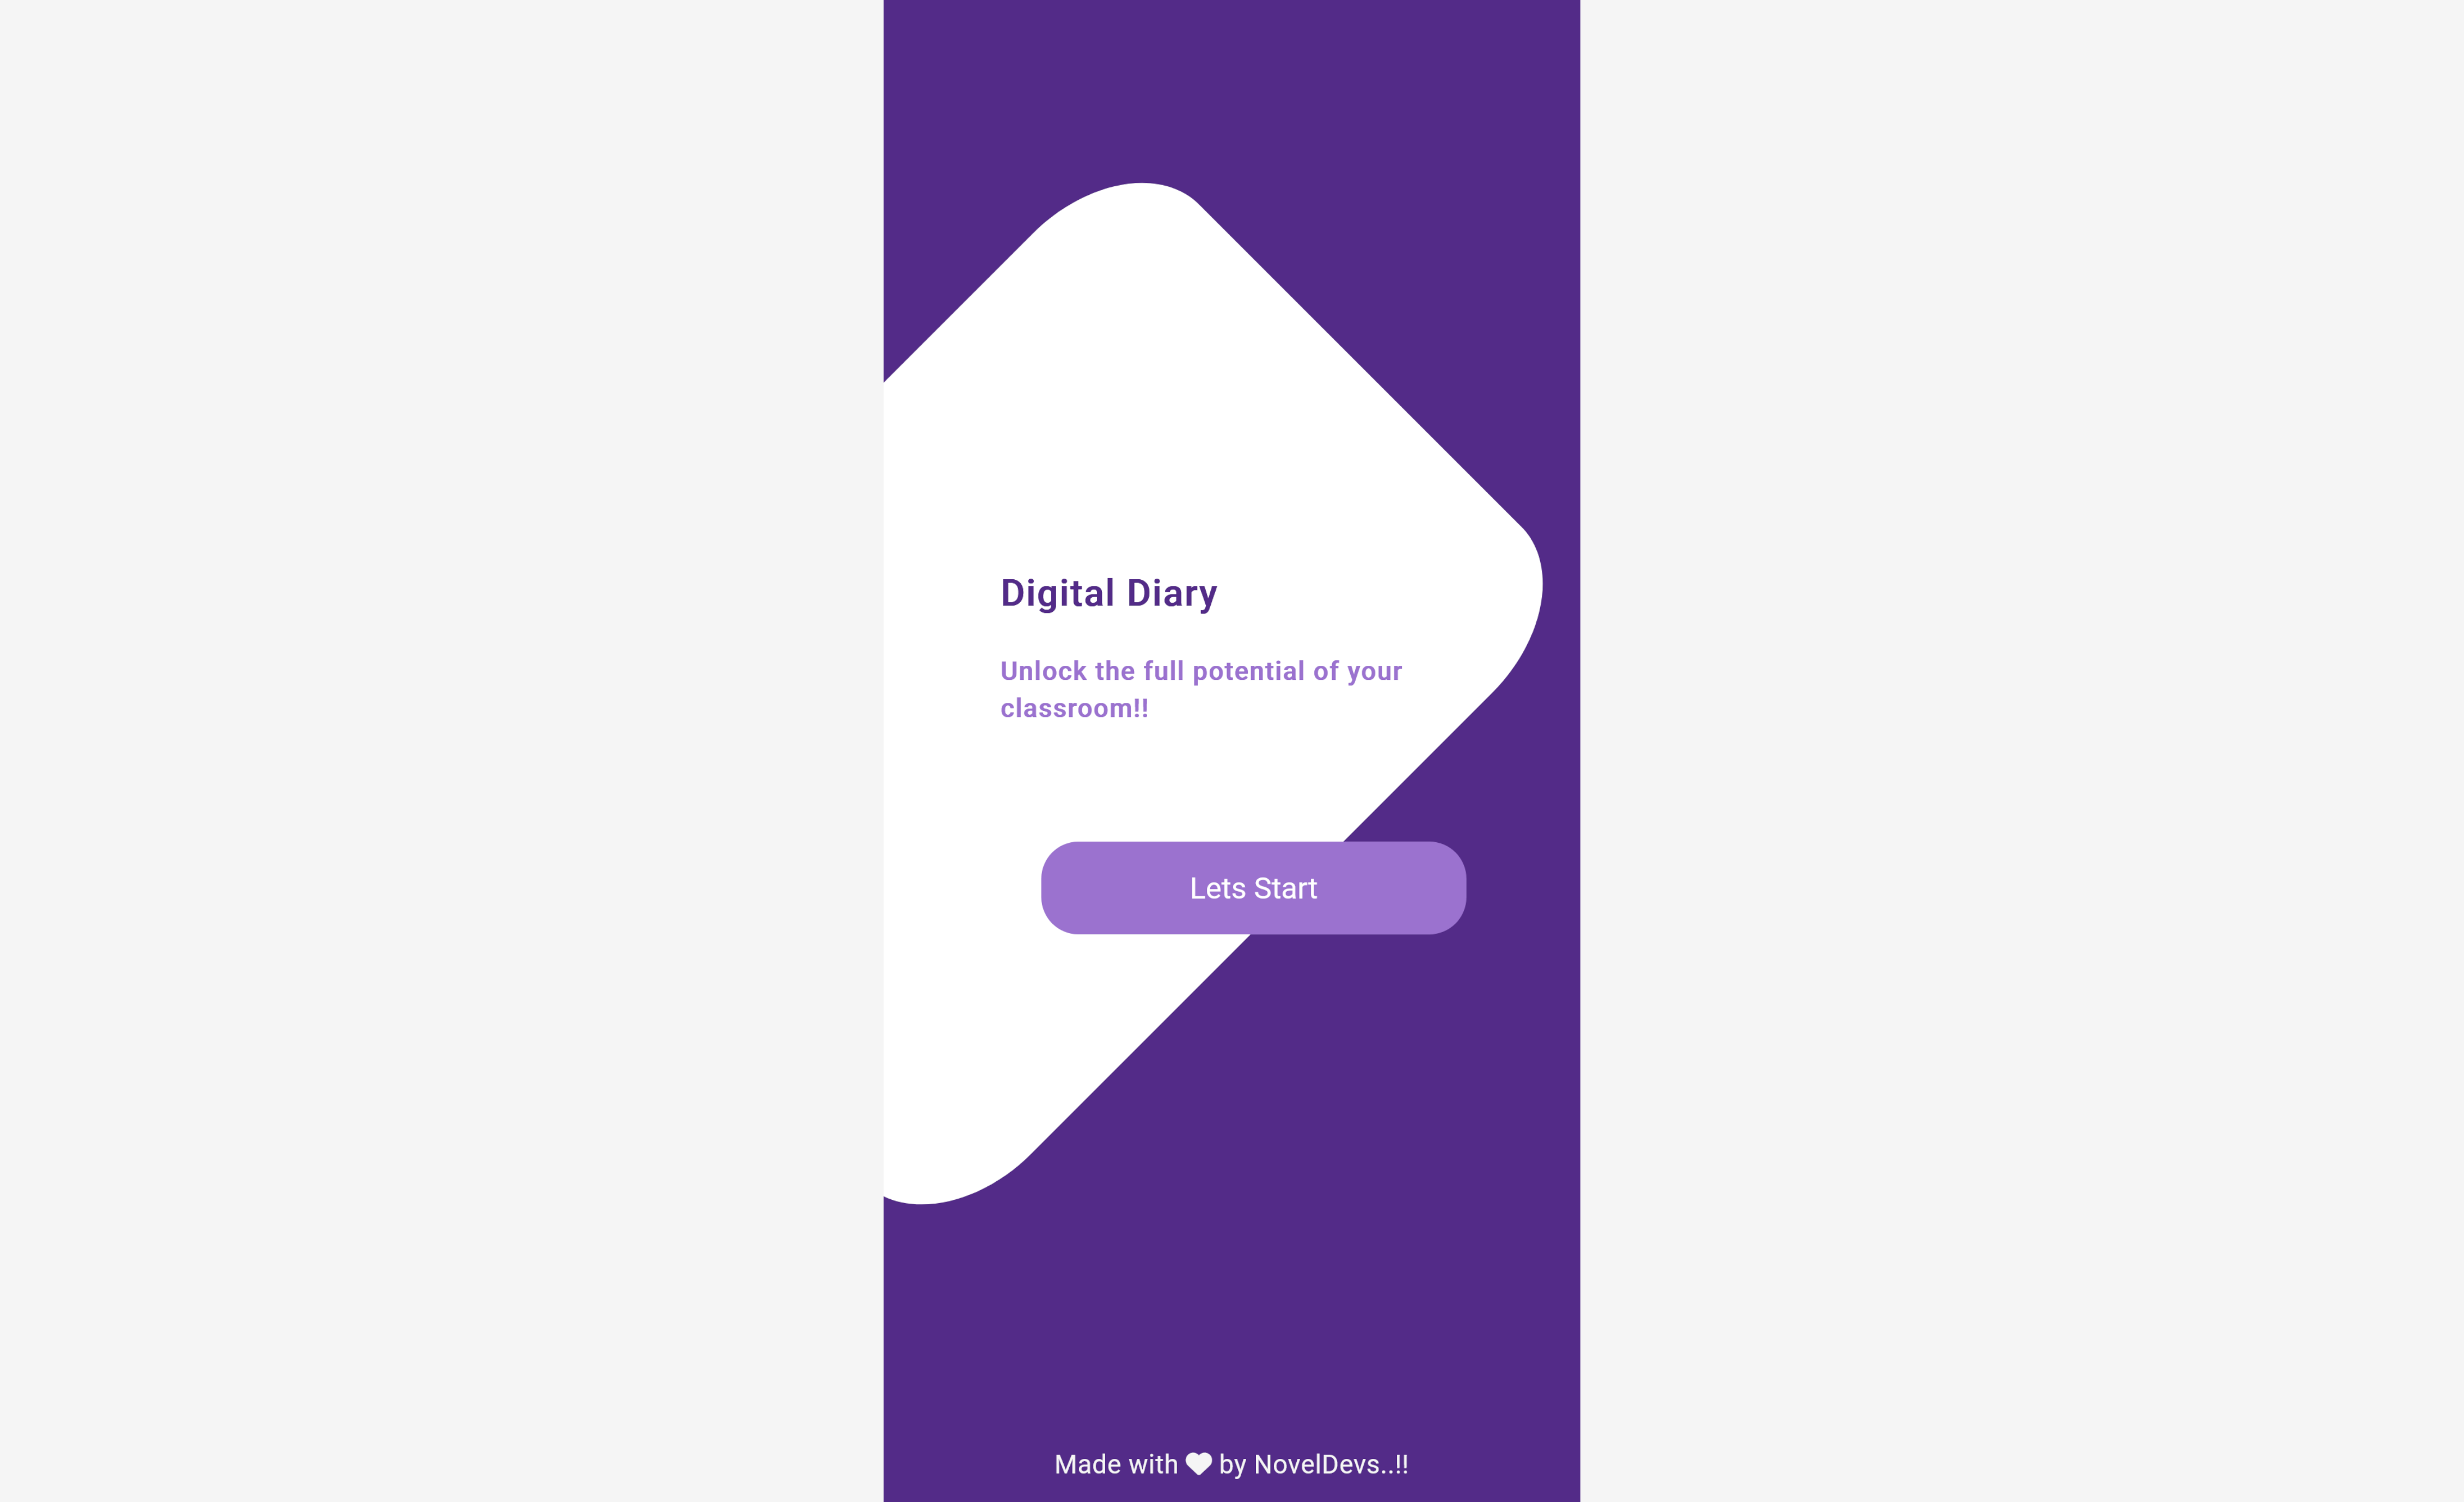 Digital Diary
Unlock the full potential of your
classroom!!
Lets Start
Made with by NovelDevs..!!